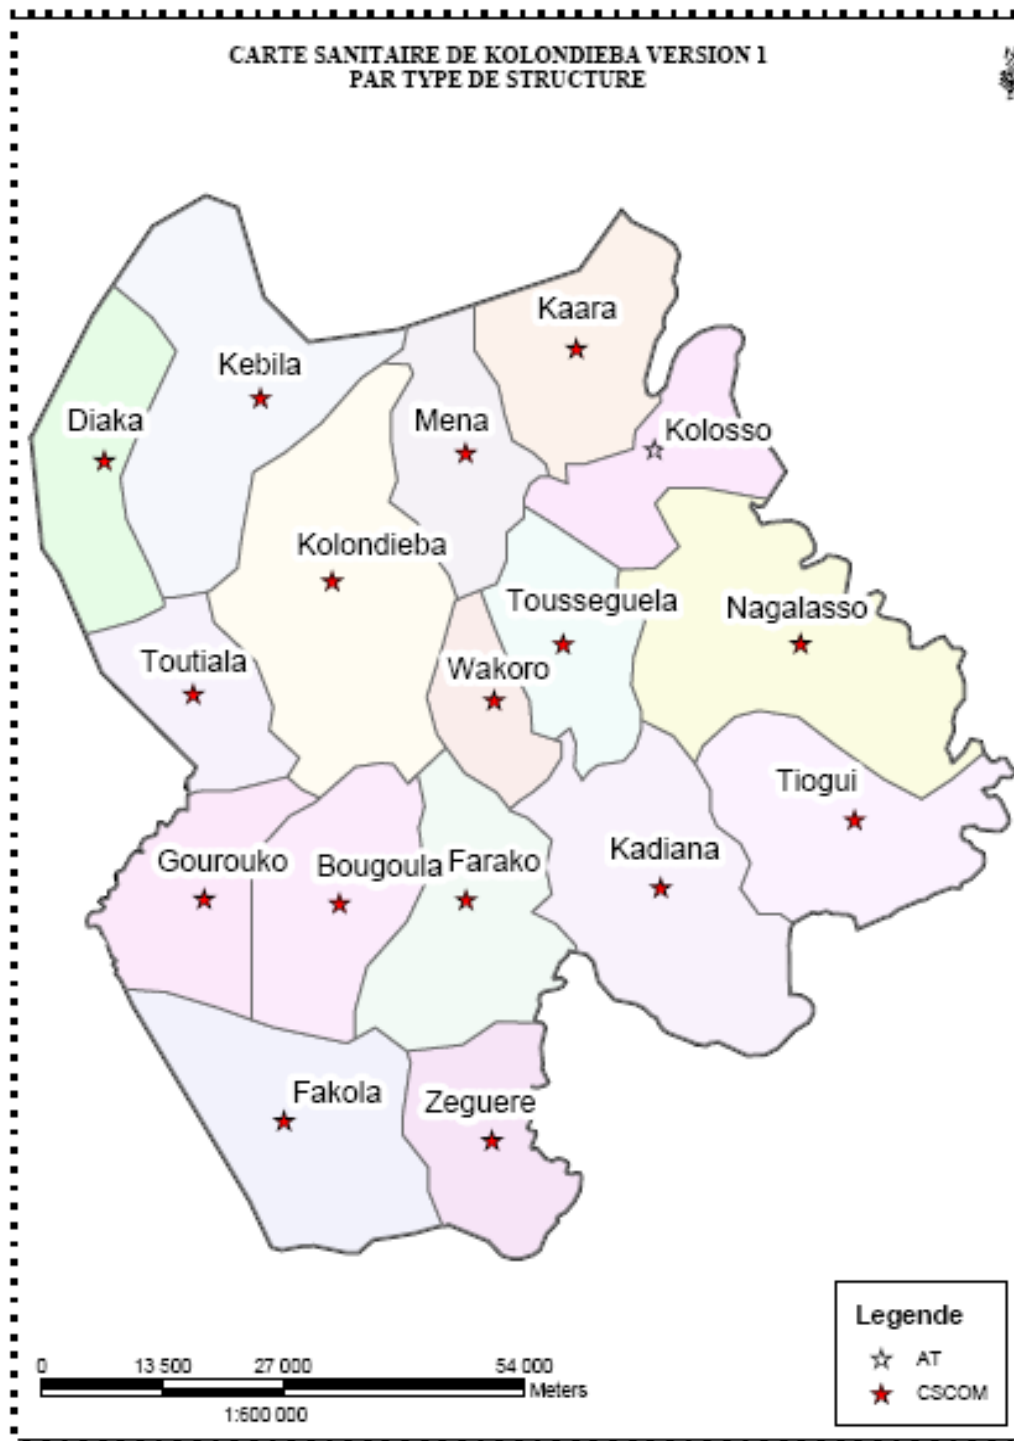 CARTE SANITAIRE DE KOLONDIEBA VERSION 1
PAR TYPE DE STRUCTURE
Kaara
Kebila
Diaka
Mena
Kolosso
Kolondieba
Tousseguela
Nagalasso
Toutiala
Wakoro
Tiogui
Gourouko
Bougoula
Farako
Kadiana
Fakola
Zeguere
Legende
AT
CSCOM
0 13 500 27 000 54 000
Meters
1:600 000